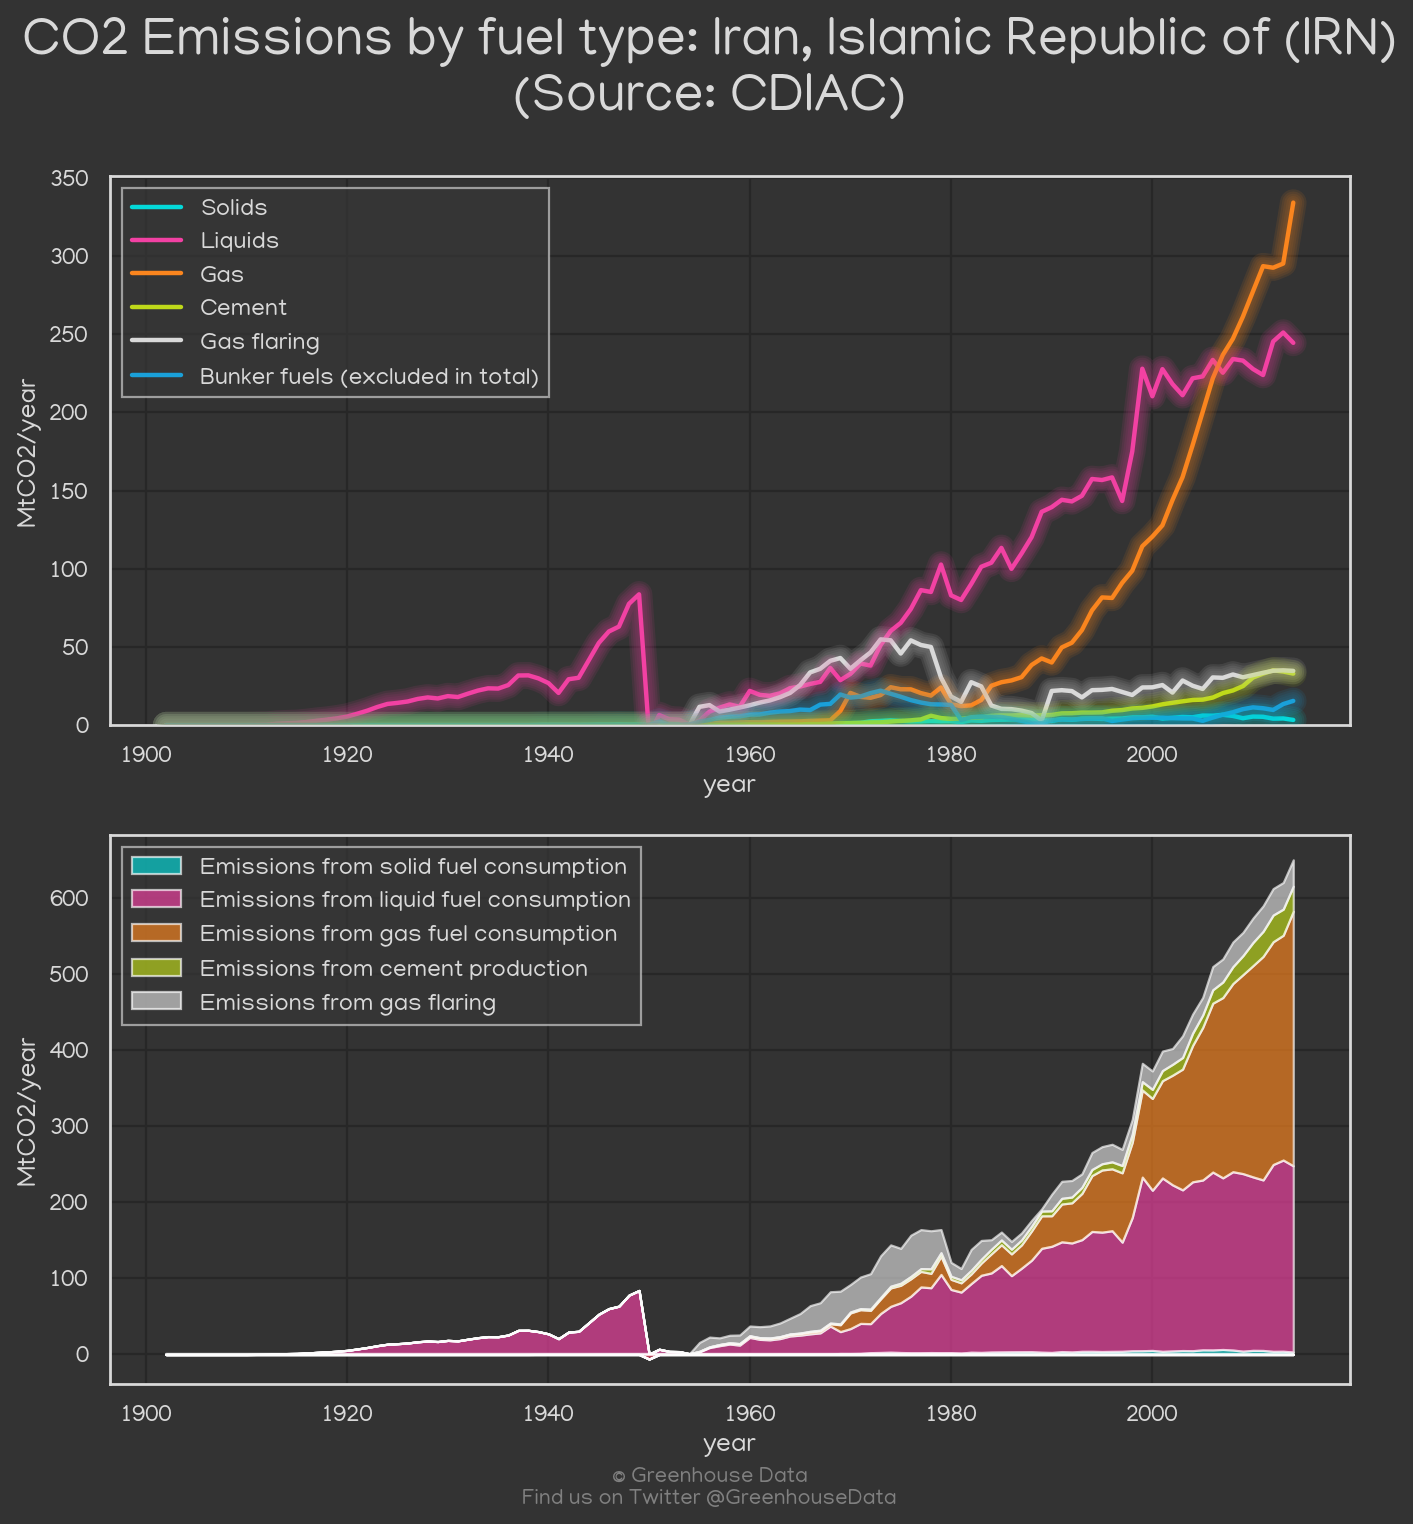 CO2 Emissions by fuel type: Iran, Islamic Republic of (IRN)
(Source: CDIAC)
350
300
250
200
150
100
50
0
MtCO2/year
Solids
Liquids
Gas
Cement
Gas flaring
Bunker fuels (excluded in total)
1900 1920 1940 1960 1980 2000
year
600
500
400
300
200
100
0
MtCO2/year
Emissions from solid fuel consumption
Emissions from liquid fuel consumption
Emissions from gas fuel consumption
Emissions from cement production
Emissions from gas flaring
1900 1920 1940 1960 1980 2000
year
© Greenhouse Data
Find us on Twitter @GreenhouseData